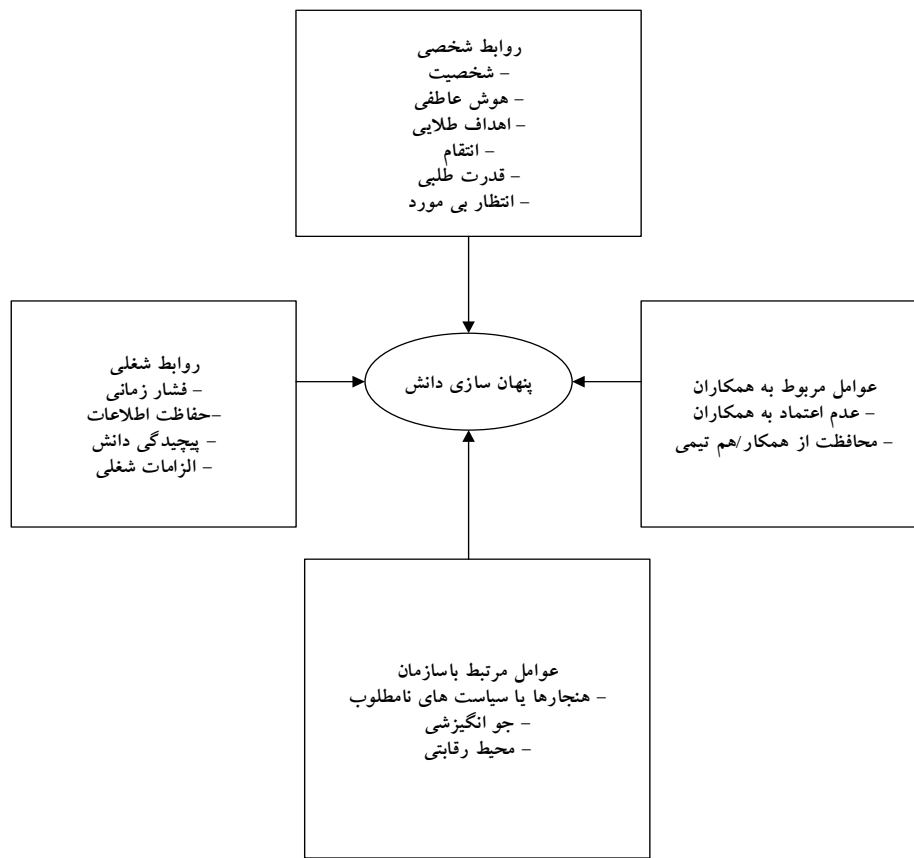 روابط شخصی
– شخصیت
– هوش عاطفی
– اهداف طلایی
– انتقام
– قدرت طلبی
– انتظار بی مورد
عوامل مربوط به همکاران
– عدم اعتماد به همکاران
– محافظت از همکار/هم تیمی
پنهان سازی دانش
روابط شغلی
– فشار زمانی
–حفاظت اطلاعات
– پیچیدگی دانش
– الزامات شغلی
عوامل مرتبط باسازمان
– هنجارها یا سیاست های نامطلوب
– جو انگیزشی
– محیط رقابتی